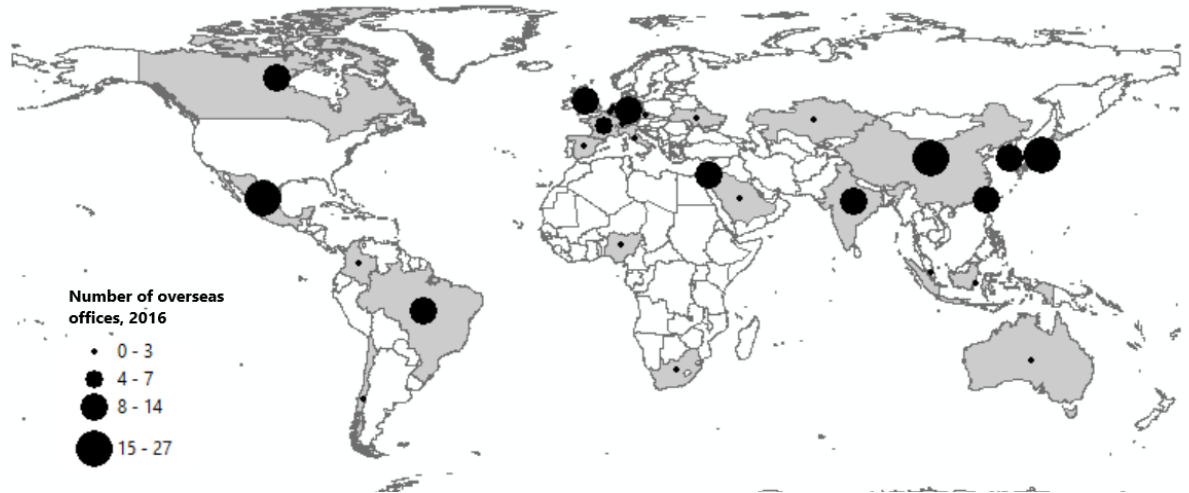 Number of overseas
offices, 2016
0 - 3
4 - 7
8 - 14
15 - 27